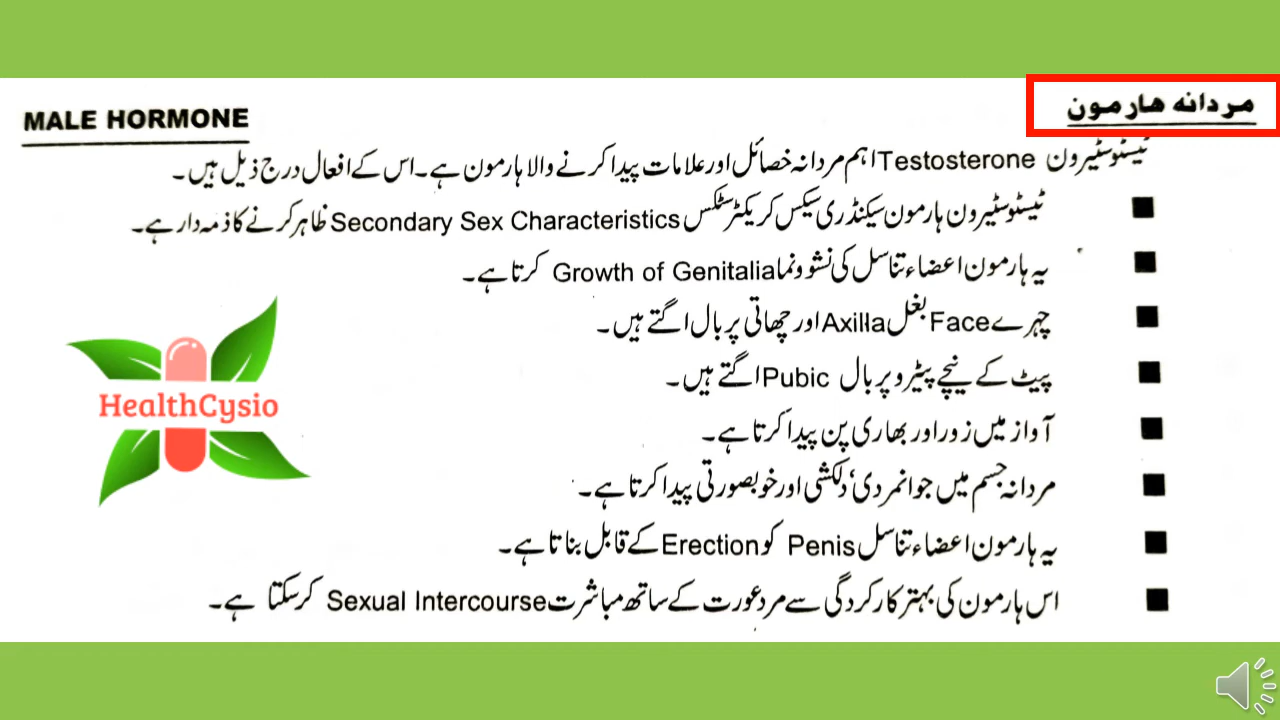 مردانہ ھارمون
MALE HORMONE
ٹیسٹوسٹیرون Testosterone اہم مردانہ خصائل اور علامات پیدا کرنے والا ہارمون ہے۔ اس کے افعال درج ذیل ہیں۔
■ ٹیسٹوسٹیرون ہارمون سیکنڈری سیکس کریکٹرسٹکس Secondary Sex Characteristics ظاہر کرنے کا ذمہ دار ہے۔
■ یہ ہارمون اعضاء تناسل کی نشوونما Growth of Genitalia کرتا ہے۔
■ چہرے Face بغل Axilla اور چھاتی پر بال اگتے ہیں۔
■ پیٹ کے نیچے پیڑو پر بال Pubic اگتے ہیں۔
■ آواز میں زور اور بھاری پن پیدا کرتا ہے۔
■ مردانہ جسم میں جوانمردی، دلکشی اور خوبصورتی پیدا کرتا ہے۔
■ یہ ہارمون اعضاء تناسل Penis کو Erection کے قابل بناتا ہے۔
■ اس ہارمون کی بہتر کارکردگی سے مرد عورت کے ساتھ مباشرت Sexual Intercourse کرسکتا ہے۔
HealthCysio